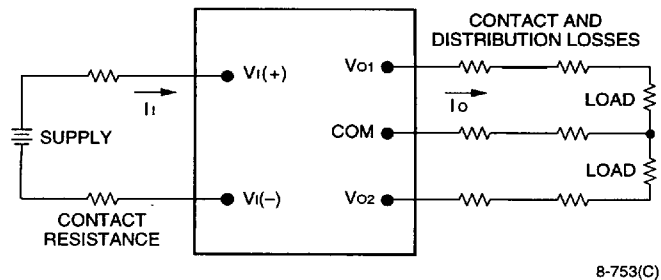 CONTACT AND
DISTRIBUTION LOSSES
VI(+)
VO1
II
IO
LOAD
SUPPLY
COM
LOAD
VI(–)
VO2
CONTACT
RESISTANCE
8-753(C)